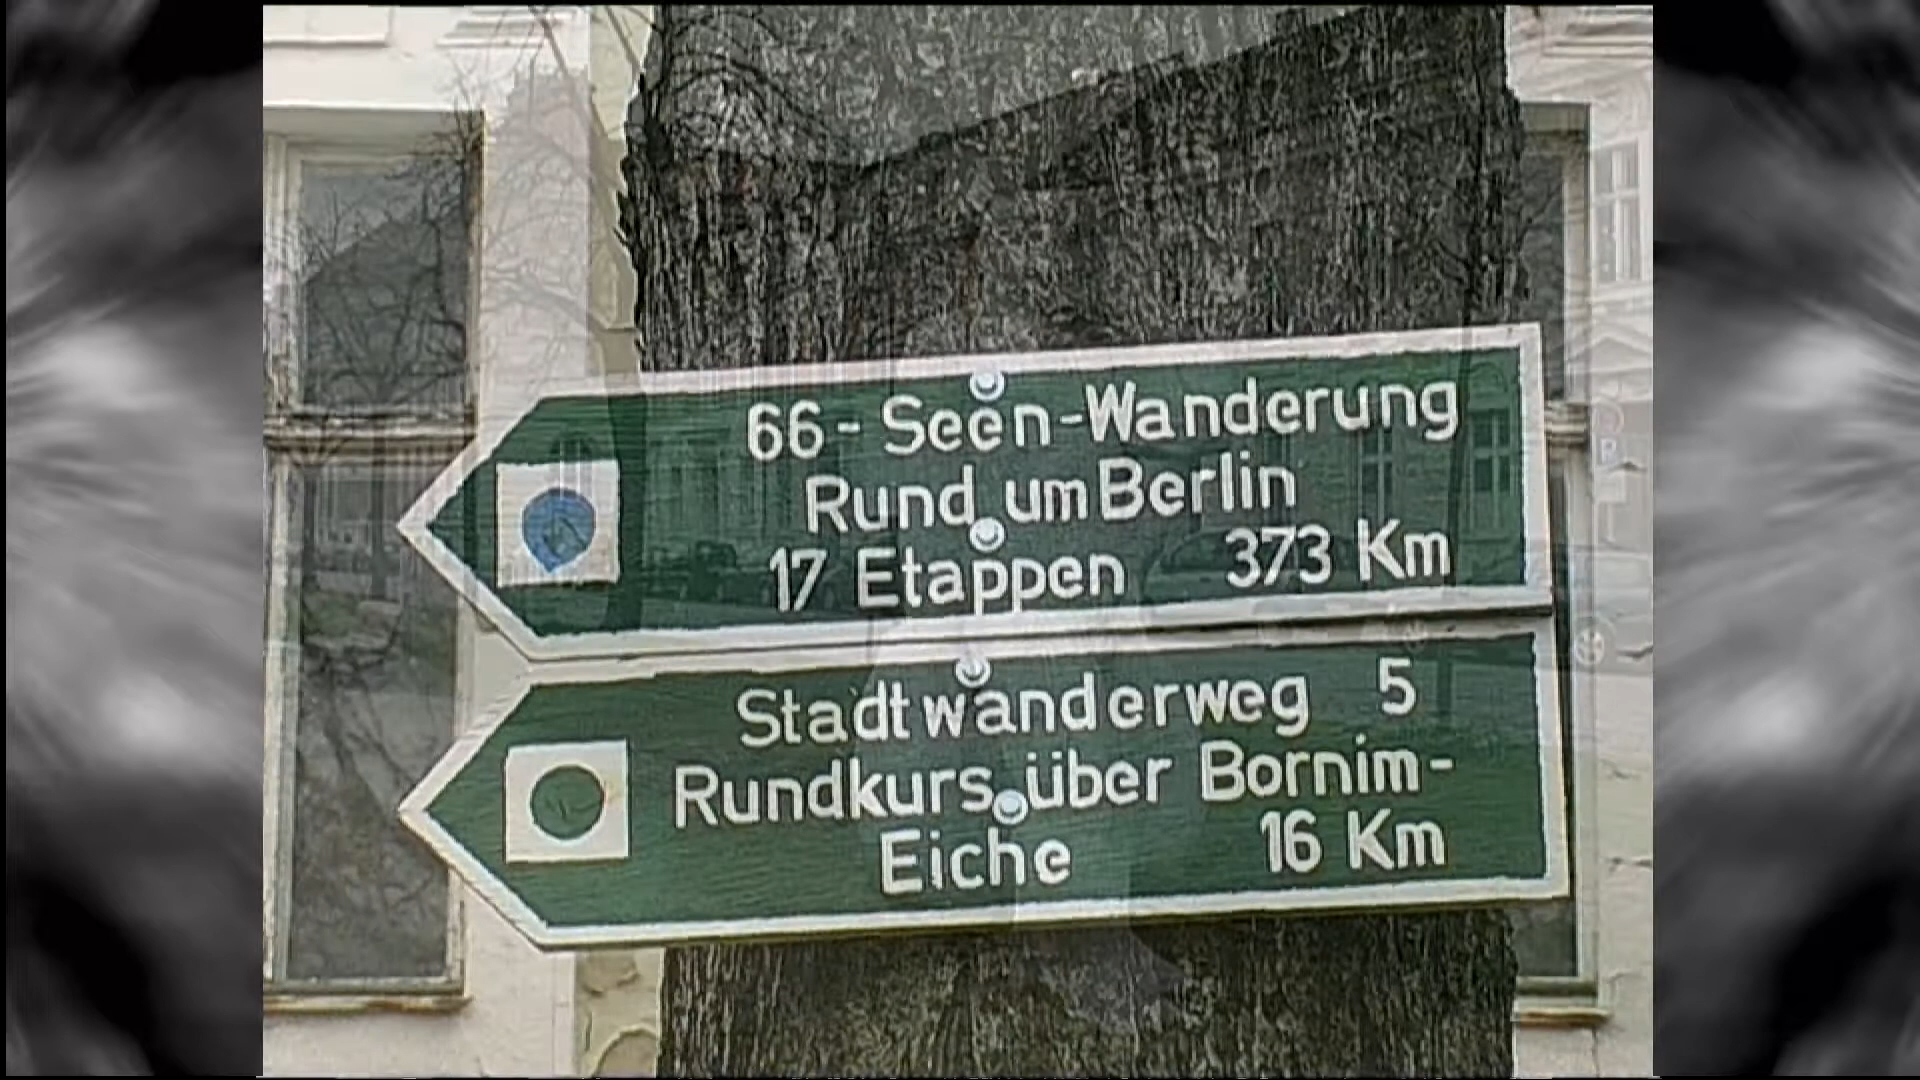 66-Seen-Wanderung
Rund um Berlin
17 Etappen 373 Km
Stadtwanderweg 5
Rundkurs über Bornim-
Eiche 16 Km